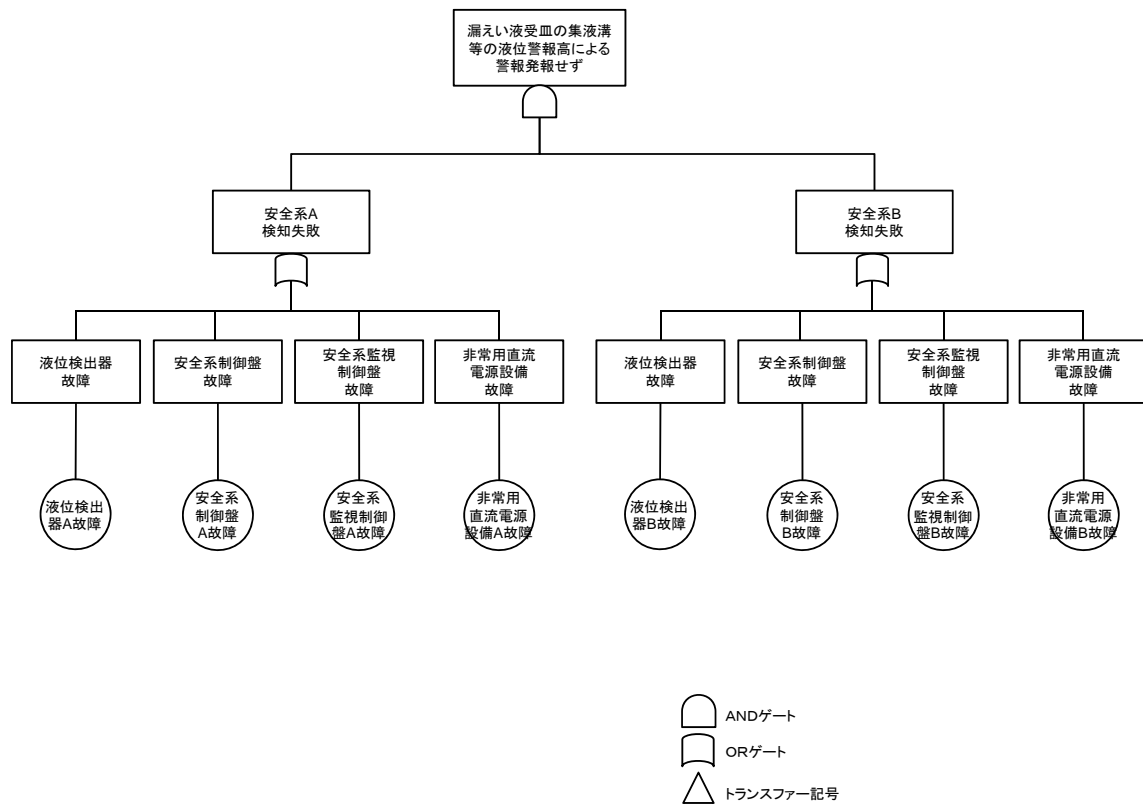 漏えい液受皿の集液溝
等の液位警報高による
警報発報せず
安全系A
検知失敗
安全系B
検知失敗
液位検出器
故障
安全系制御盤
故障
安全系監視
制御盤
故障
非常用直流
電源設備
故障
液位検出器
故障
安全系制御盤
故障
安全系監視
制御盤
故障
非常用直流
電源設備
故障
液位検出
器A故障
安全系
制御盤
A故障
安全系
監視制御
盤A故障
非常用
直流電源
設備A故障
液位検出
器B故障
安全系
制御盤
B故障
安全系
監視制御
盤B故障
非常用
直流電源
設備B故障
ANDゲート
ORゲート
トランスファー記号